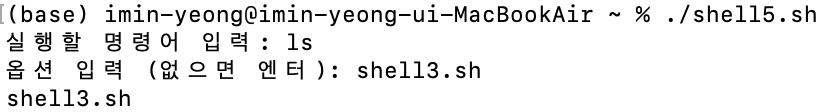 [(base) imin-yeong@imin-yeong-ui-MacBookAir ~ % ./shell5.sh
실행할 명령어 입력: ls
옵션 입력 (없으면 엔터): shell3.sh
shell3.sh